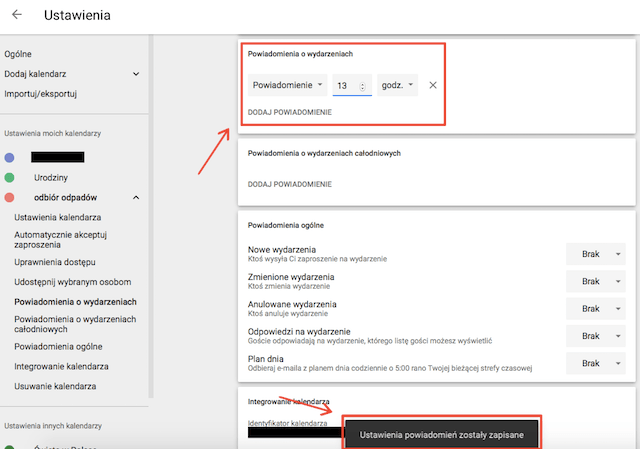 Ustawienia
Ogólne
Dodaj kalendarz
Importuj/eksportuj
Ustawienia moich kalendarzy
Urodziny
odbiór odpadów
Ustawienia kalendarza
Automatycznie akceptuj
zaproszenia
Uprawnienia dostępu
Udostępnij wybranym osobom
Powiadomienia o wydarzeniach
Powiadomienia o wydarzeniach
całodniowych
Powiadomienia ogólne
Integrowanie kalendarza
Usuwanie kalendarza
Ustawienia innych kalendarzy
Powiadomienia o wydarzeniach
Powiadomienie 13 godz.
DODAJ POWIADOMIENIE
Powiadomienia o wydarzeniach całodniowych
DODAJ POWIADOMIENIE
Powiadomienia ogólne
Nowe wydarzenia Brak
Ktoś wysyła Ci zaproszenie na wydarzenie
Zmienione wydarzenia Brak
Ktoś zmienia wydarzenie
Anulowane wydarzenia Brak
Ktoś anuluje wydarzenie
Odpowiedzi na wydarzenie Brak
Goście odpowiadają na wydarzenie, którego listę gości możesz wyświetlić
Plan dnia Brak
Odbieraj e-maila z planem dnia codziennie o 5:00 rano Twojej bieżącej strefy czasowej
Integrowanie kalendarza
Identyfikator kalendarza
Ustawienia powiadomień zostały zapisane